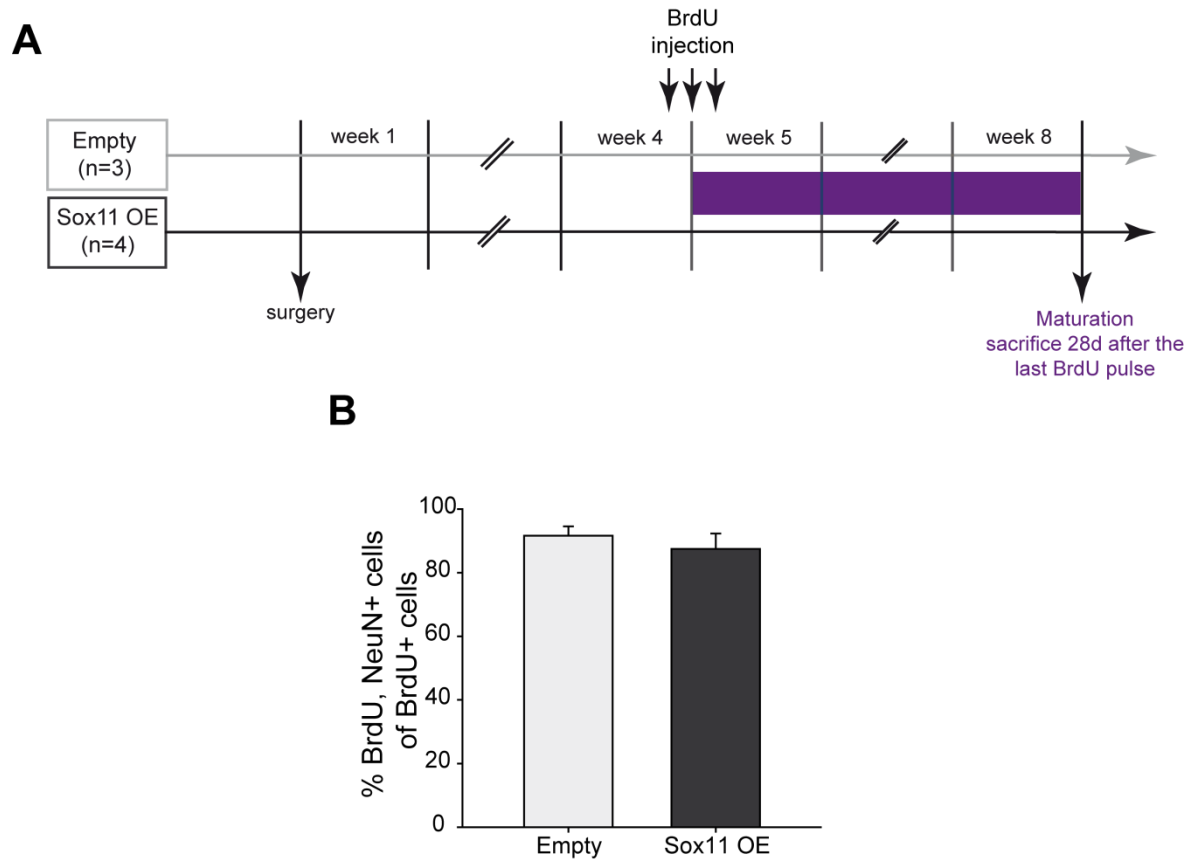 A
BrdU
injection
Empty
(n=3)
week 1
week 4
week 5
week 8
Sox11 OE
(n=4)
surgery
Maturation
sacrifice 28d after the
last BrdU pulse
B
% BrdU, NeuN+ cells
of BrdU+ cells
100
80
60
40
20
0
Empty
Sox11 OE